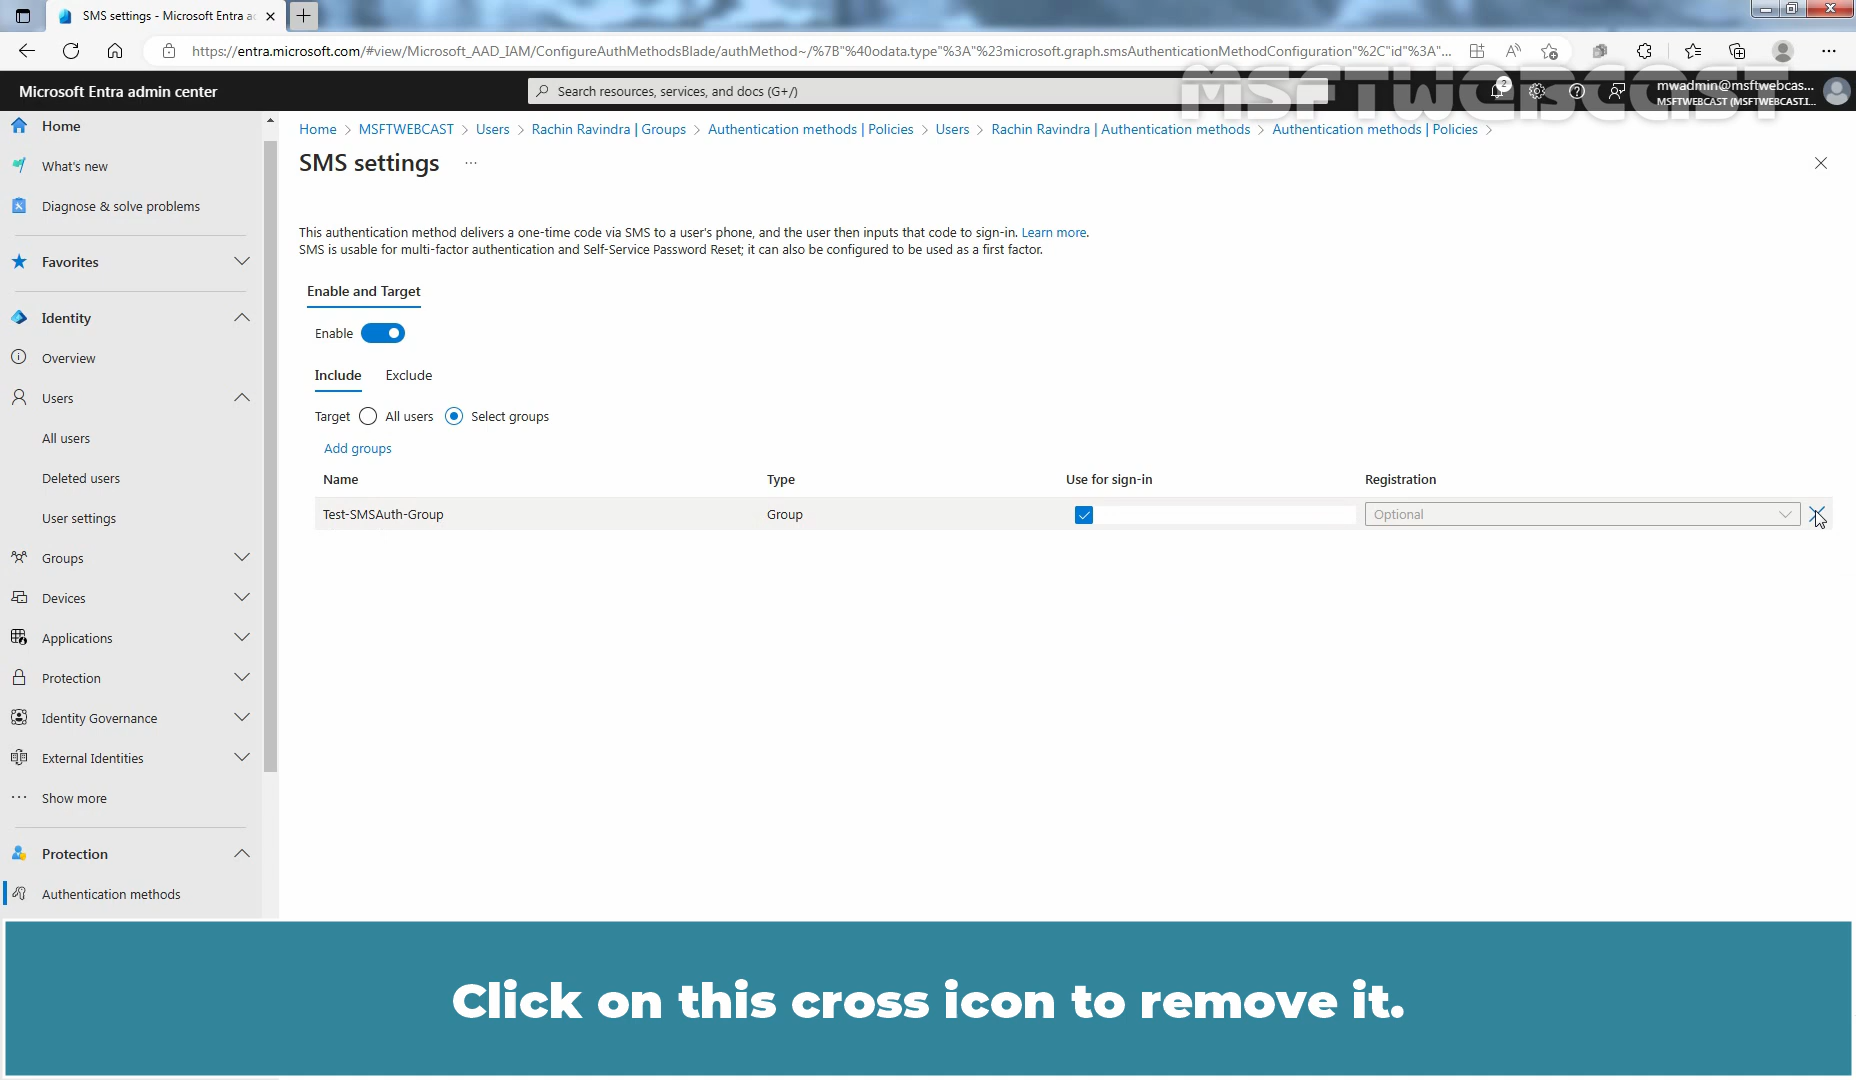 SMS settings - Microsoft Entra ac
https://entra.microsoft.com/#view/Microsoft_AAD_IAM/ConfigureAuthMethodsBlade/authMethod~/%7B"%40odata.type"%3A"%23microsoft.graph.smsAuthenticationMethodConfiguration"%2C"id"%3A"...
Microsoft Entra admin center
Search resources, services, and docs (G+/)
2
mwadmin@msftwebcas...
MSFTWEBCAST (MSFTWEBCAST.I...
MSFTWEBCAST
Home > MSFTWEBCAST > Users > Rachin Ravindra | Groups > Authentication methods | Policies > Users > Rachin Ravindra | Authentication methods > Authentication methods | Policies >
SMS settings ...
This authentication method delivers a one-time code via SMS to a user's phone, and the user then inputs that code to sign-in. Learn more.
SMS is usable for multi-factor authentication and Self-Service Password Reset; it can also be configured to be used as a first factor.
Enable and Target
Enable
Include Exclude
Target All users Select groups
Add groups
Name Type Use for sign-in Registration
Test-SMSAuth-Group Group Optional
Home
What's new
Diagnose & solve problems
Favorites
Identity
Overview
Users
All users
Deleted users
User settings
Groups
Devices
Applications
Protection
Identity Governance
External Identities
Show more
Protection
Authentication methods
Click on this cross icon to remove it.